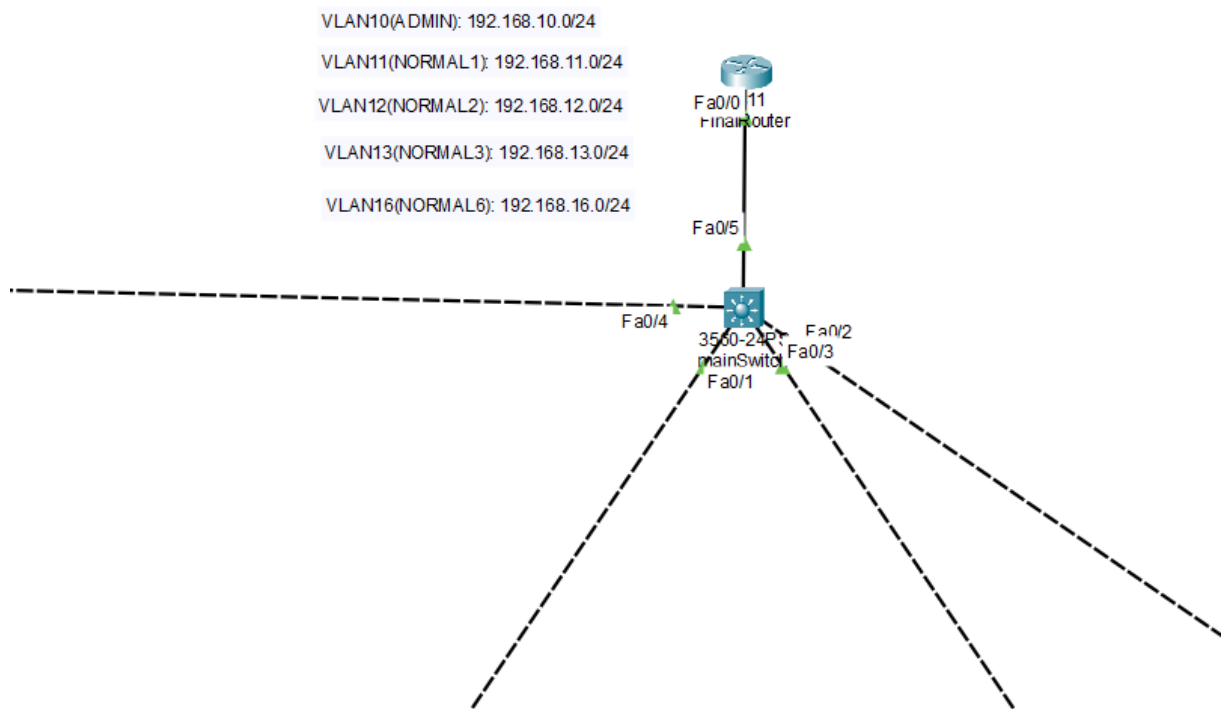 VLAN10(ADMIN): 192.168.10.0/24
VLAN11(NORMAL1): 192.168.11.0/24
VLAN12(NORMAL2): 192.168.12.0/24
VLAN13(NORMAL3): 192.168.13.0/24
VLAN16(NORMAL6): 192.168.16.0/24
Fa0/0 11
FinalRouter
Fa0/5
Fa0/4
Fa0/2
Fa0/3
Fa0/1